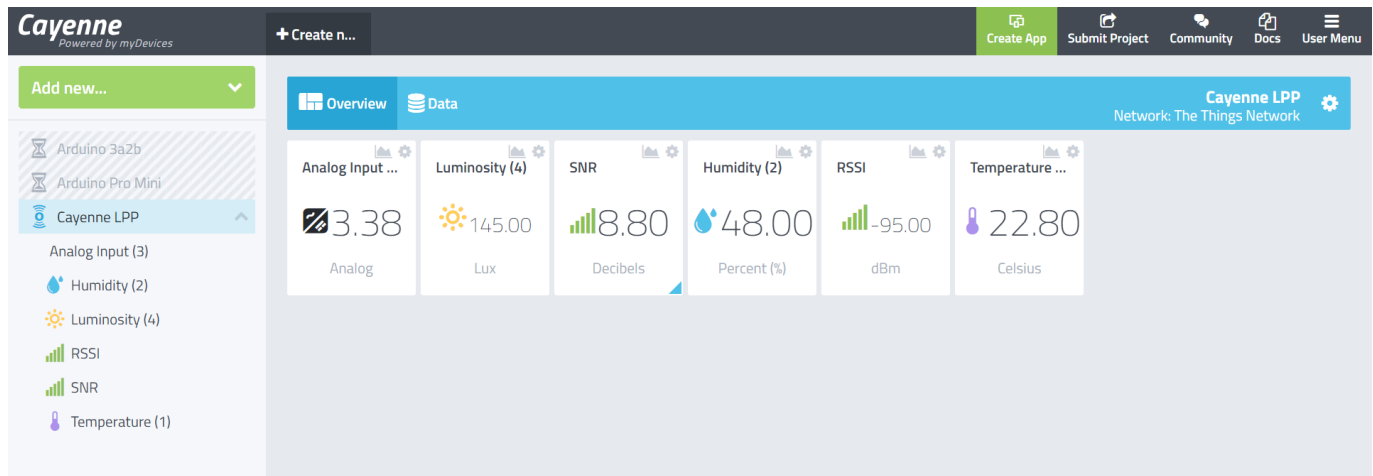 Cayenne
Powered by myDevices
+ Create n...
Create App
Submit Project
Community
Docs
User Menu
Add new...
Arduino 3a2b
Arduino Pro Mini
Cayenne LPP
Analog Input (3)
Humidity (2)
Luminosity (4)
RSSI
SNR
Temperature (1)
Overview
Data
Cayenne LPP
Network: The Things Network
Analog Input ...
3.38
Analog
Luminosity (4)
145.00
Lux
SNR
8.80
Decibels
Humidity (2)
48.00
Percent (%)
RSSI
-95.00
dBm
Temperature ...
22.80
Celsius